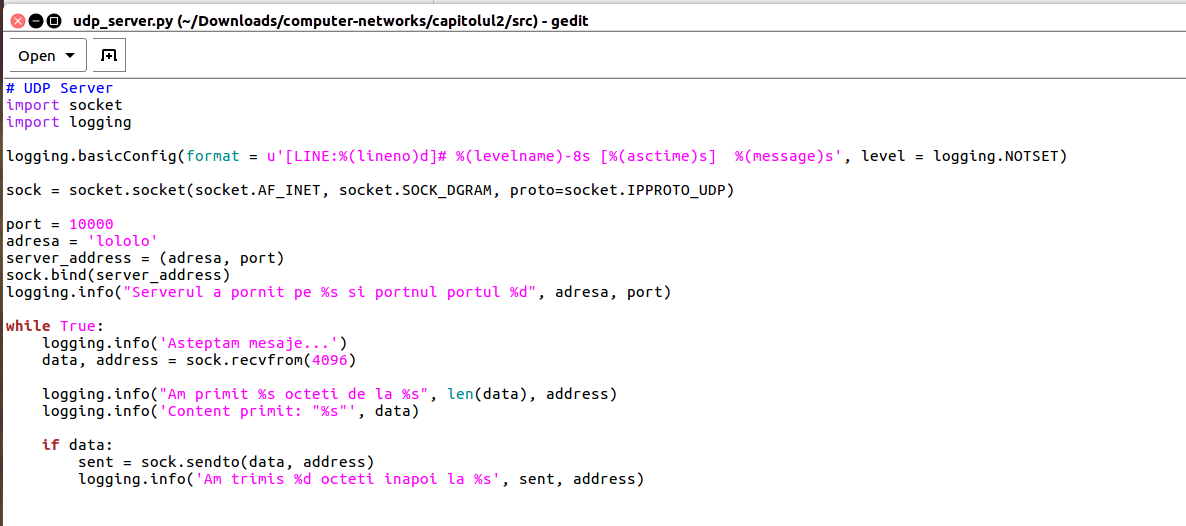 udp_server.py (~/Downloads/computer-networks/capitolul2/src) - gedit
Open
# UDP Server
import socket
import logging

logging.basicConfig(format = u'[LINE:%(lineno)d]# %(levelname)-8s [%(asctime)s]  %(message)s', level = logging.NOTSET)

sock = socket.socket(socket.AF_INET, socket.SOCK_DGRAM, proto=socket.IPPROTO_UDP)

port = 10000
adresa = 'lololo'
server_address = (adresa, port)
sock.bind(server_address)
logging.info("Serverul a pornit pe %s si portnul portul %d", adresa, port)

while True:
    logging.info('Asteptam mesaje...')
    data, address = sock.recvfrom(4096)

    logging.info("Am primit %s octeti de la %s", len(data), address)
    logging.info('Content primit: "%s"', data)

    if data:
        sent = sock.sendto(data, address)
        logging.info('Am trimis %d octeti inapoi la %s', sent, address)